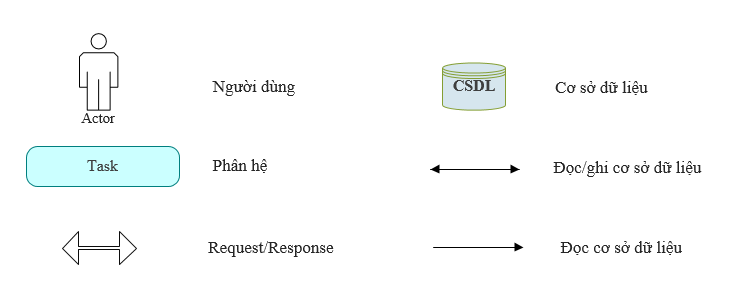 Actor
Người dùng
CSDL
Cơ sở dữ liệu
Task
Phân hệ
Đọc/ghi cơ sở dữ liệu
Request/Response
Đọc cơ sở dữ liệu